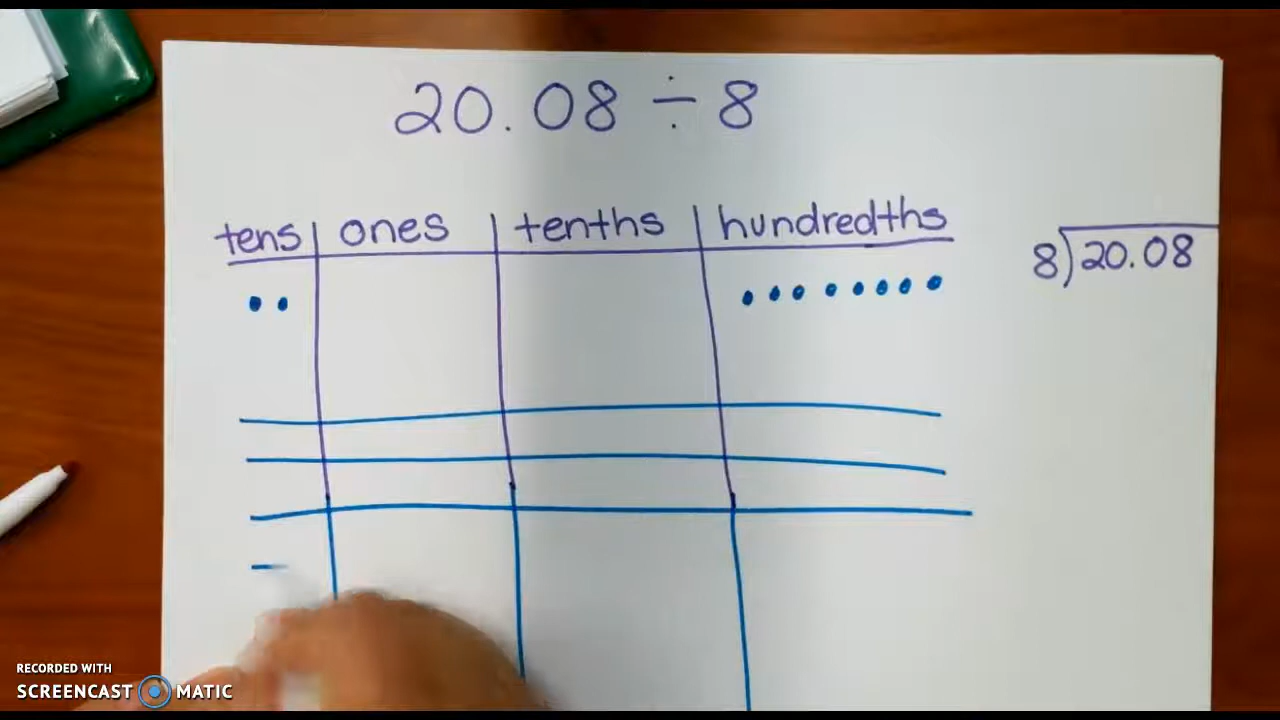 20.08 ÷ 8
tens ones tenths hundredths
8)20.08
RECORDED WITH
SCREENCAST MATIC